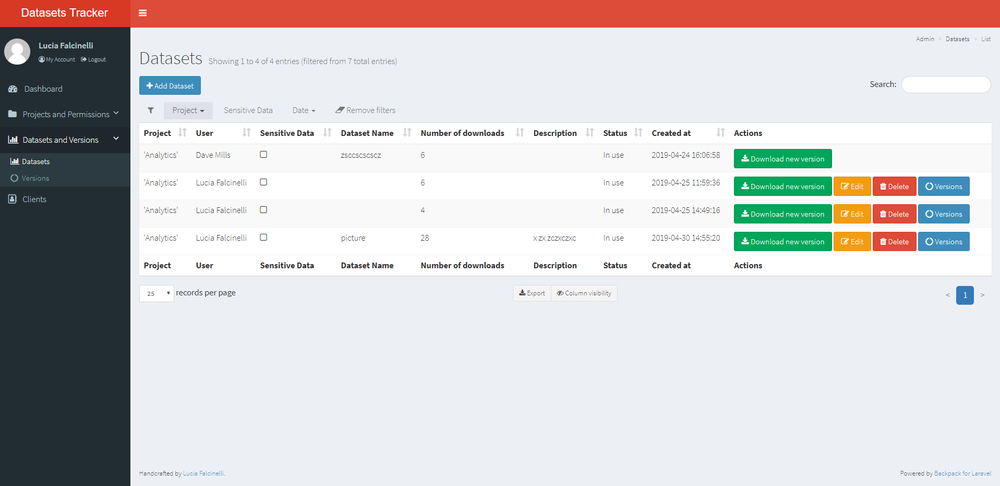 Datasets Tracker
Lucia Falcinelli
My Account Logout
Dashboard
Projects and Permissions
Datasets and Versions
Datasets
Versions
Clients
Admin > Datasets > List
Datasets Showing 1 to 4 of 4 entries (filtered from 7 total entries)
Add Dataset Search:
Project Sensitive Data Date Remove filters
Project User Sensitive Data Dataset Name Number of downloads Description Status Created at Actions
'Analytics' Dave Mills zsccscscscz 6 In use 2019-04-24 16:06:58 Download new version
'Analytics' Lucia Falcinelli 6 In use 2019-04-25 11:59:36 Download new version Edit Delete Versions
'Analytics' Lucia Falcinelli 4 In use 2019-04-25 14:49:16 Download new version Edit Delete Versions
'Analytics' Lucia Falcinelli picture 28 x zx zczxczxc In use 2019-04-30 14:55:20 Download new version Edit Delete Versions
Project User Sensitive Data Dataset Name Number of downloads Description Status Created at Actions
25 records per page Export Column visibility < 1 >
Handcrafted by Lucia Falcinelli. Powered by Backpack for Laravel